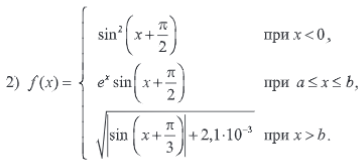 sin²(x + π/2) при x < 0,
2) f(x) = { e^x sin(x + π/2) при a ≤ x ≤ b,
√(|sin(x + π/3)| + 2,1·10⁻³) при x > b.